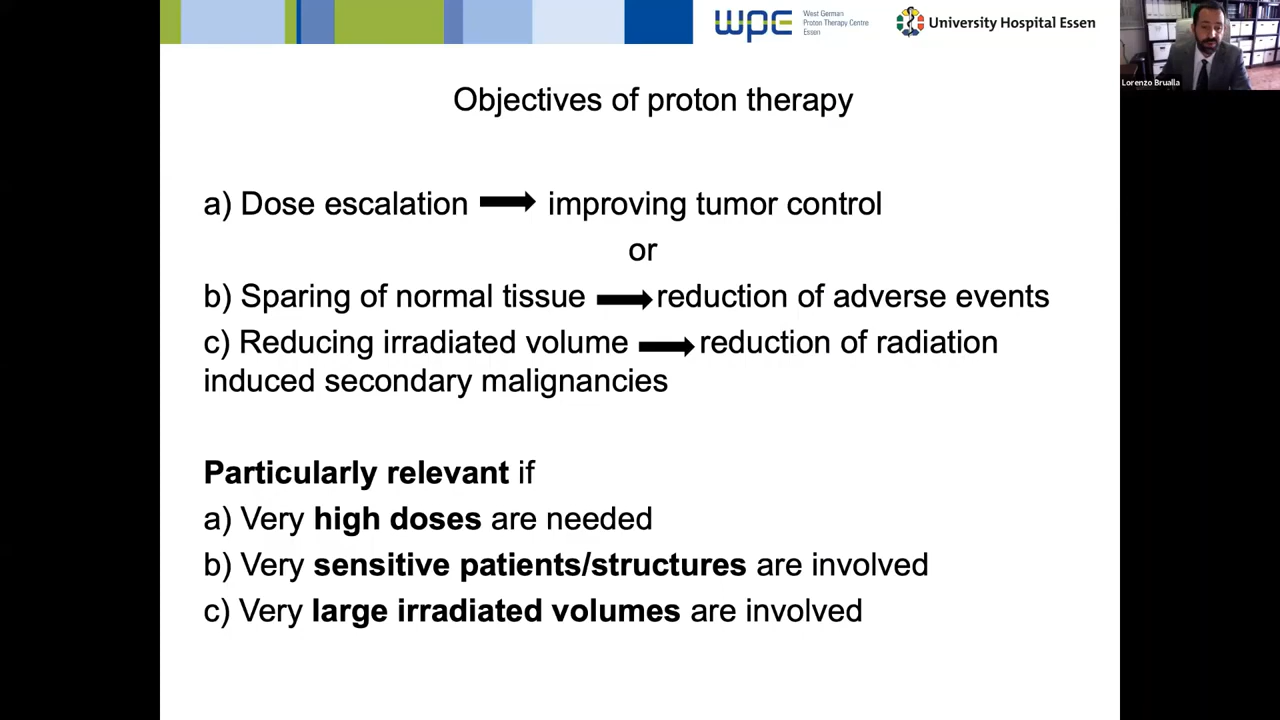 wpe
West German
Proton Therapy Centre
Essen
University Hospital Essen
Lorenzo Brualla
Objectives of proton therapy
a) Dose escalation improving tumor control
or
b) Sparing of normal tissue reduction of adverse events
c) Reducing irradiated volume reduction of radiation
induced secondary malignancies
Particularly relevant if
a) Very high doses are needed
b) Very sensitive patients/structures are involved
c) Very large irradiated volumes are involved